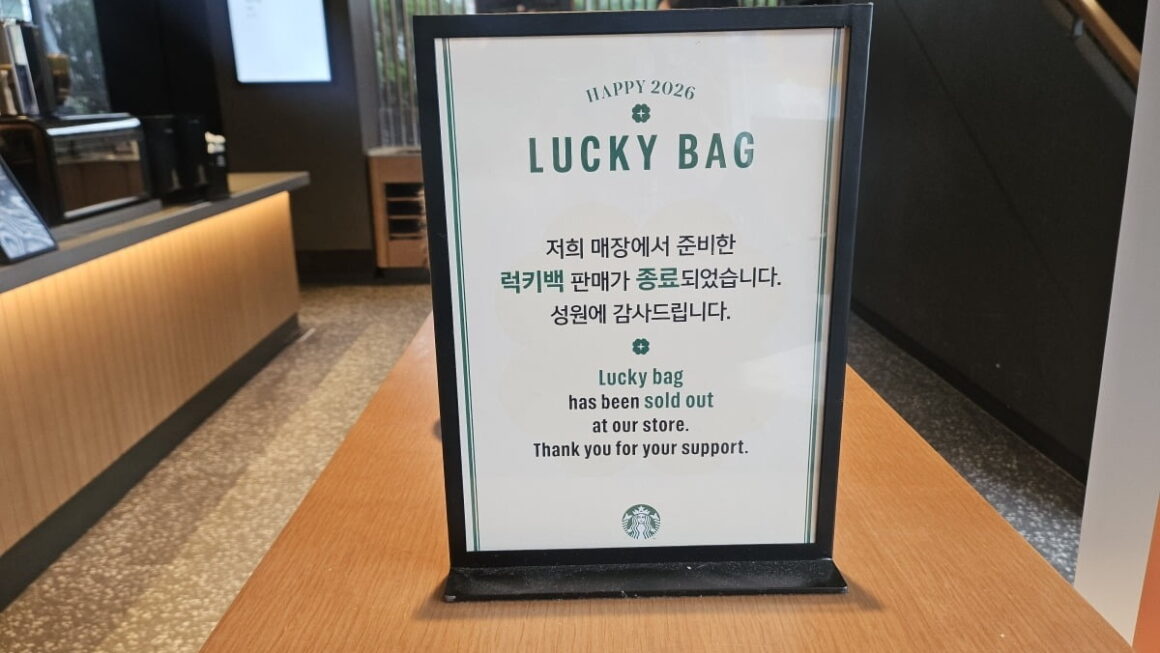 HAPPY 2026
LUCKY BAG
저희 매장에서 준비한
럭키백 판매가 종료되었습니다.
성원에 감사드립니다.
Lucky bag
has been sold out
at our store.
Thank you for your support.